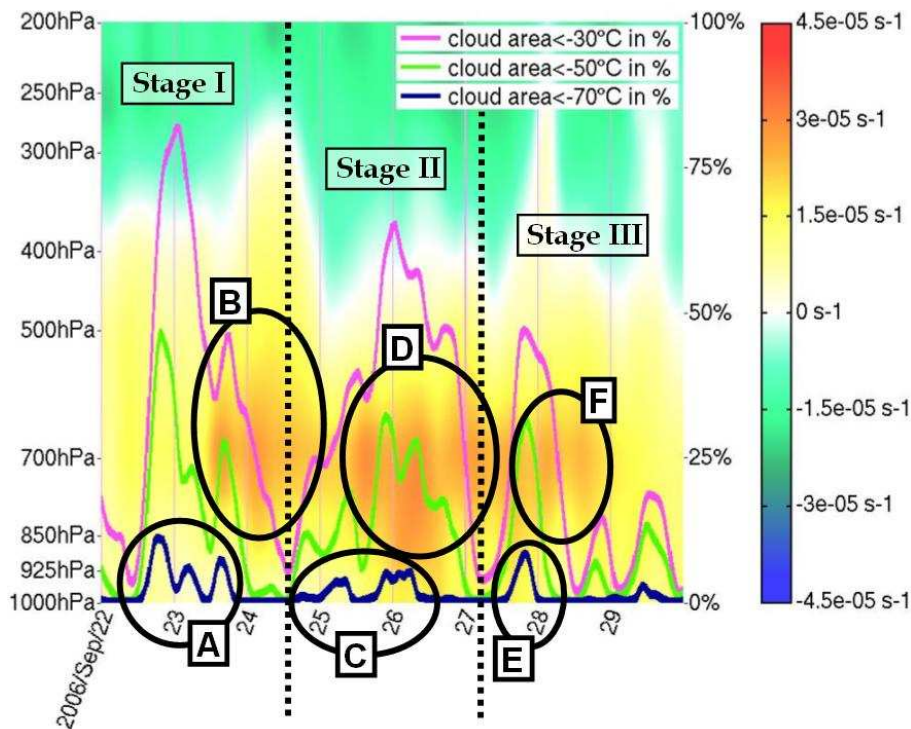 200hPa
250hPa
300hPa
400hPa
500hPa
700hPa
850hPa
925hPa
1000hPa
cloud area<-30°C in %
cloud area<-50°C in %
cloud area<-70°C in %
Stage I
Stage II
Stage III
B
D
F
A
C
E
100%
75%
50%
25%
0%
4.5e-05 s-1
3e-05 s-1
1.5e-05 s-1
0 s-1
-1.5e-05 s-1
-3e-05 s-1
-4.5e-05 s-1
2006/Sep/22
23
24
25
26
27
28
29